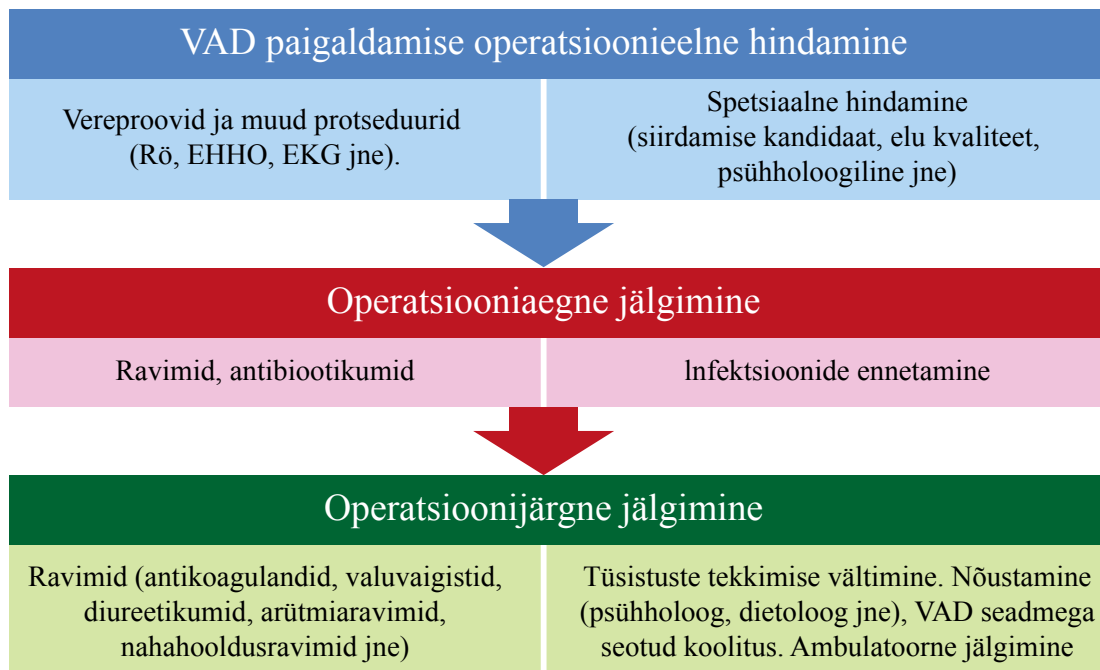 VAD paigaldamise operatsioonieelne hindamine
Vereproovid ja muud protseduurid
(Rö, EHHO, EKG jne).
Spetsiaalne hindamine
(siirdamise kandidaat, elu kvaliteet,
psühholoogiline jne)
Operatsiooniaegne jälgimine
Ravimid, antibiootikumid
Infektsioonide ennetamine
Operatsioonijärgne jälgimine
Ravimid (antikoagulandid, valuvaigistid,
diureetikumid, arütmiaravimid,
nahahooldusravimid jne)
Tüsistuste tekkimise vältimine. Nõustamine
(psühholoog, dietoloog jne), VAD seadmega
seotud koolitus. Ambulatoorne jälgimine